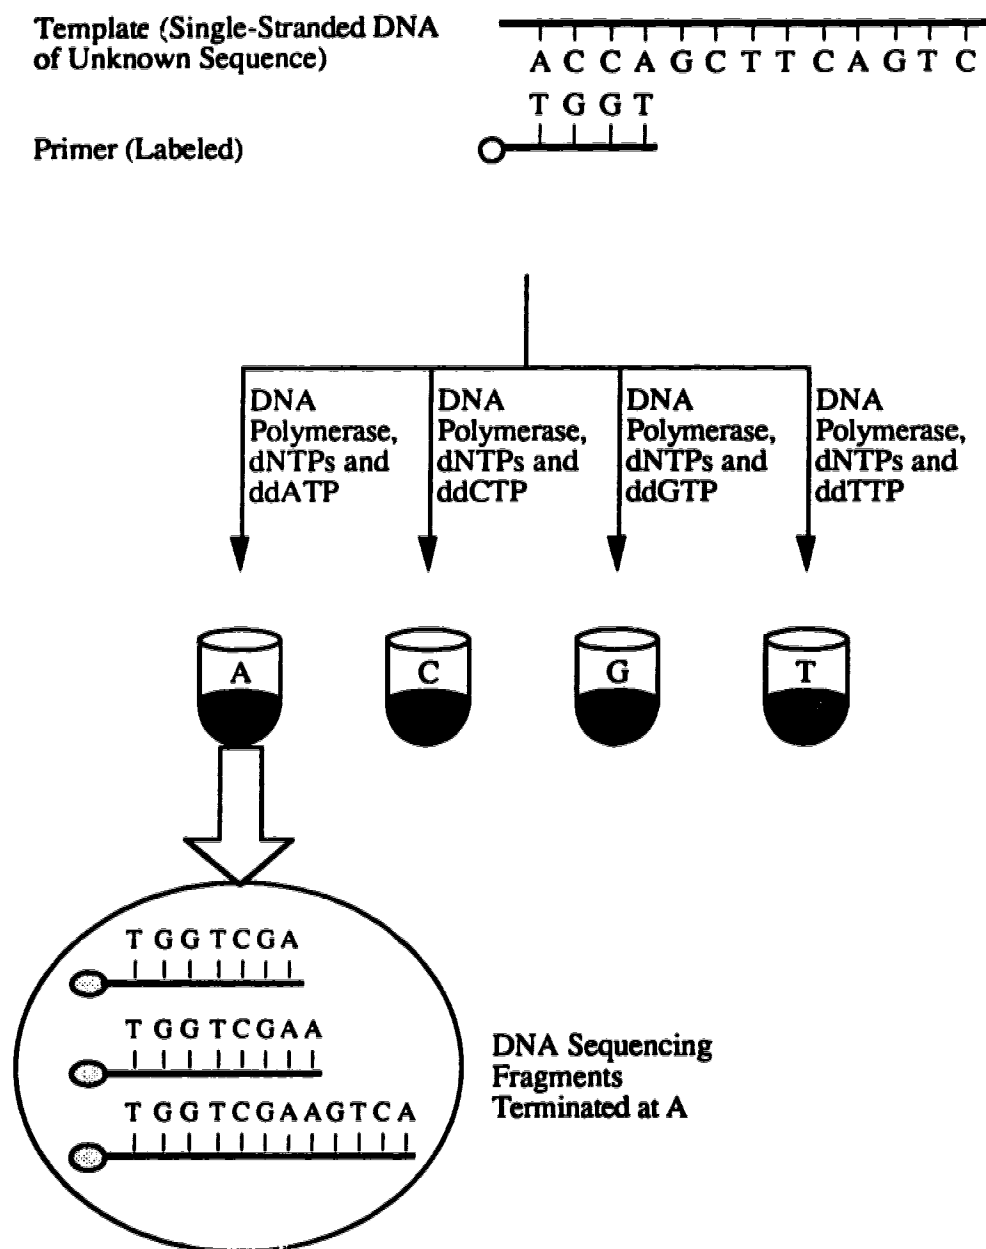 Template (Single-Stranded DNA
of Unknown Sequence)
A C C A G C T T C A G T C
T G G T
Primer (Labeled)
DNA
Polymerase,
dNTPs and
ddATP
DNA
Polymerase,
dNTPs and
ddCTP
DNA
Polymerase,
dNTPs and
ddGTP
DNA
Polymerase,
dNTPs and
ddTTP
A
C
G
T
T G G T C G A
T G G T C G A A
T G G T C G A A G T C A
DNA Sequencing
Fragments
Terminated at A